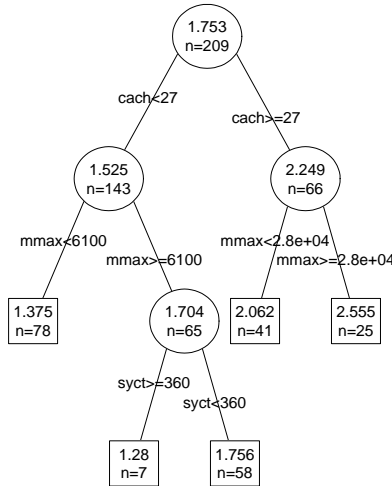 1.753
n=209
cach<27
cach>=27
1.525
n=143
2.249
n=66
mmax<6100
mmax>=6100
mmax<2.8e+04
mmax>=2.8e+04
1.375
n=78
1.704
n=65
2.062
n=41
2.555
n=25
syct>=360
syct<360
1.28
n=7
1.756
n=58